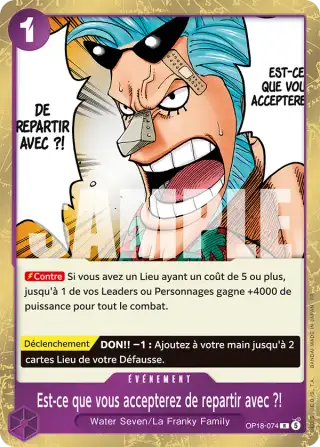 1
DE
REPARTIR
AVEC ?!
EST-CE
QUE VOUS
ACCEPTEREZ
SAMPLE
Contre Si vous avez un Lieu ayant un coût de 5 ou plus,
jusqu'à 1 de vos Leaders ou Personnages gagne +4000 de
puissance pour tout le combat.
Déclenchement DON!! −1 : Ajoutez à votre main jusqu'à 2
cartes Lieu de votre Défausse.
ÉVÉNEMENT
Est-ce que vous accepterez de repartir avec ?!
Water Seven/La Franky Family
OP18-074 R